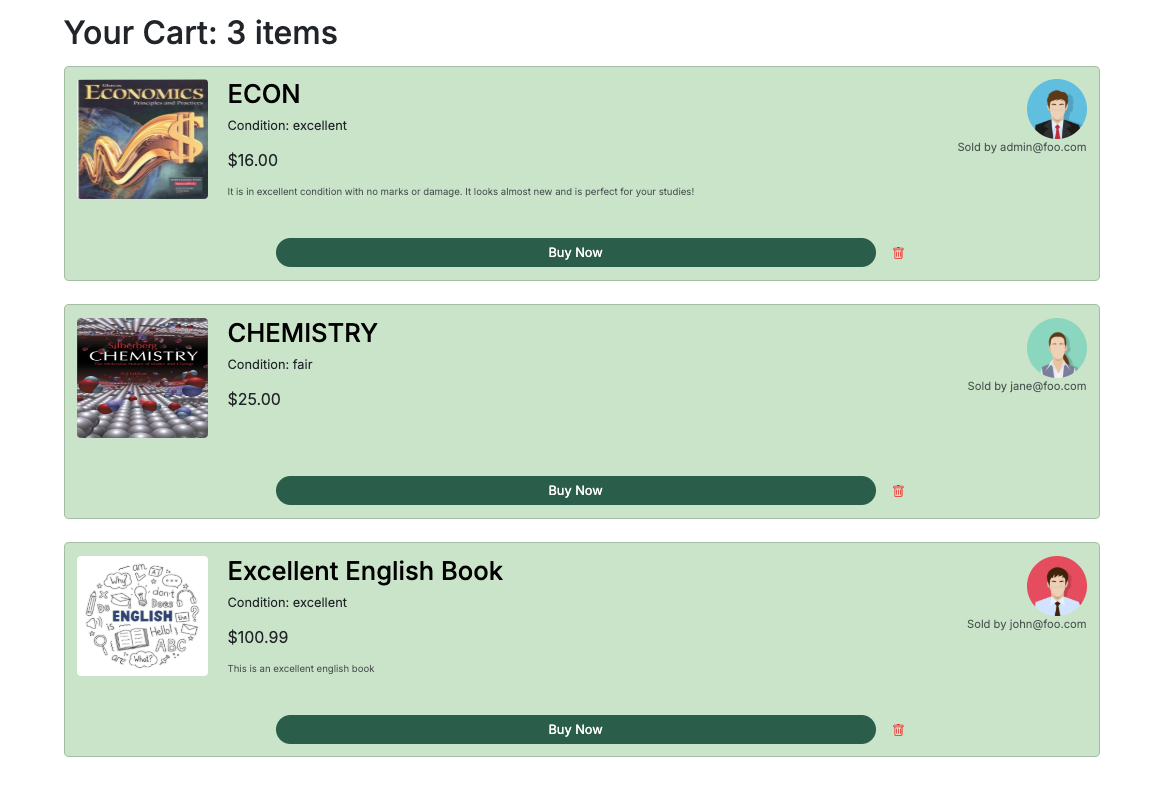 Your Cart: 3 items
Glencoe
ECONOMICS
Principles and Practices
$
ECON
Condition: excellent
$16.00
It is in excellent condition with no marks or damage. It looks almost new and is perfect for your studies!
Sold by admin@foo.com
Buy Now
Silberberg
CHEMISTRY
CHEMISTRY
Condition: fair
$25.00
Sold by jane@foo.com
Buy Now
am
Why?
A?
don't
Do
Does
ENGLISH
is
Hello!
ABC
to
are
What?
Excellent English Book
Condition: excellent
$100.99
This is an excellent english book
Sold by john@foo.com
Buy Now